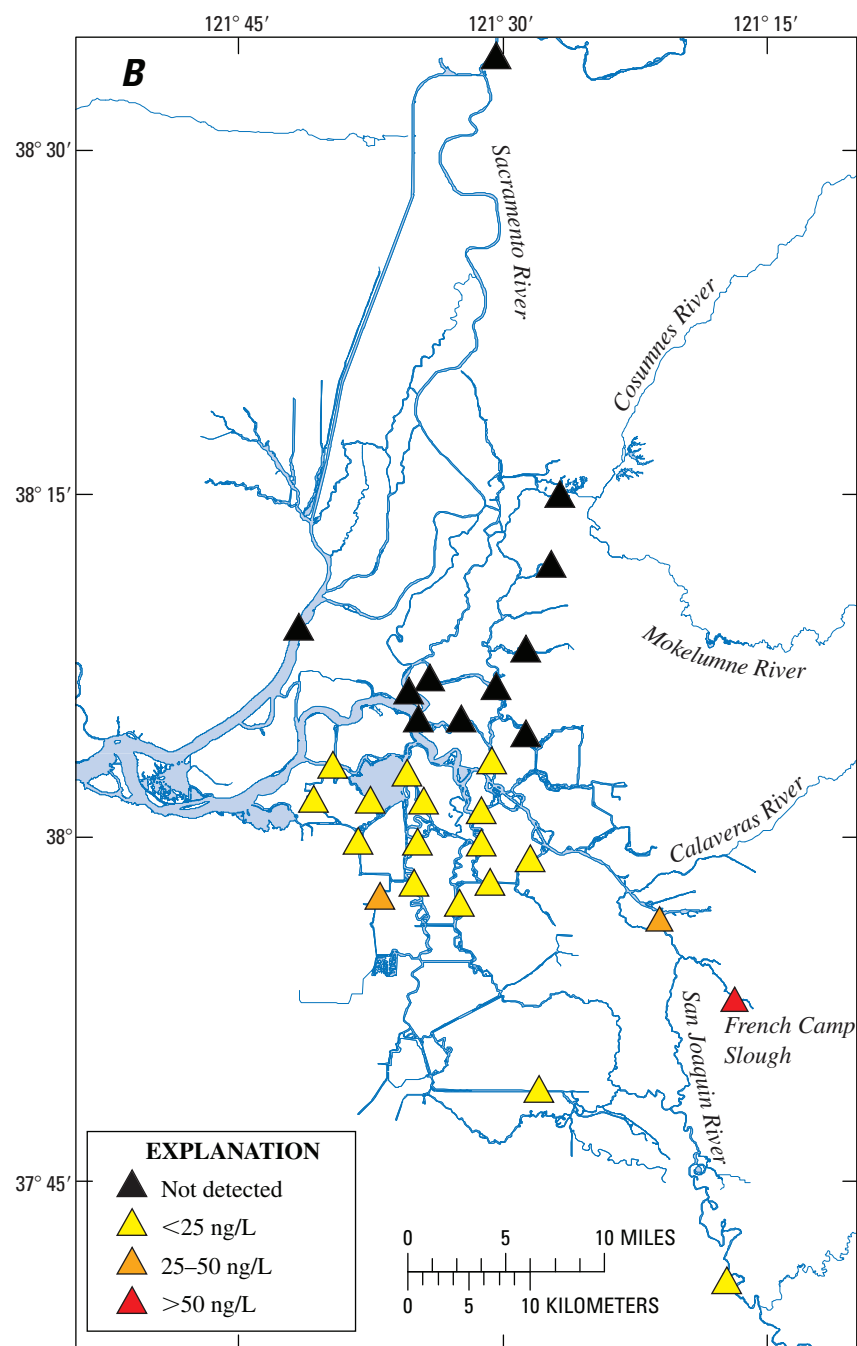 121° 45′ 121° 30′ 121° 15′
B
38° 30′
Sacramento River
Cosumnes River
38° 15′
Mokelumne River
38°
Calaveras River
San Joaquin River
French Camp
Slough
EXPLANATION
Not detected
<25 ng/L
25–50 ng/L
>50 ng/L
37° 45′
0 5 10 MILES
0 5 10 KILOMETERS